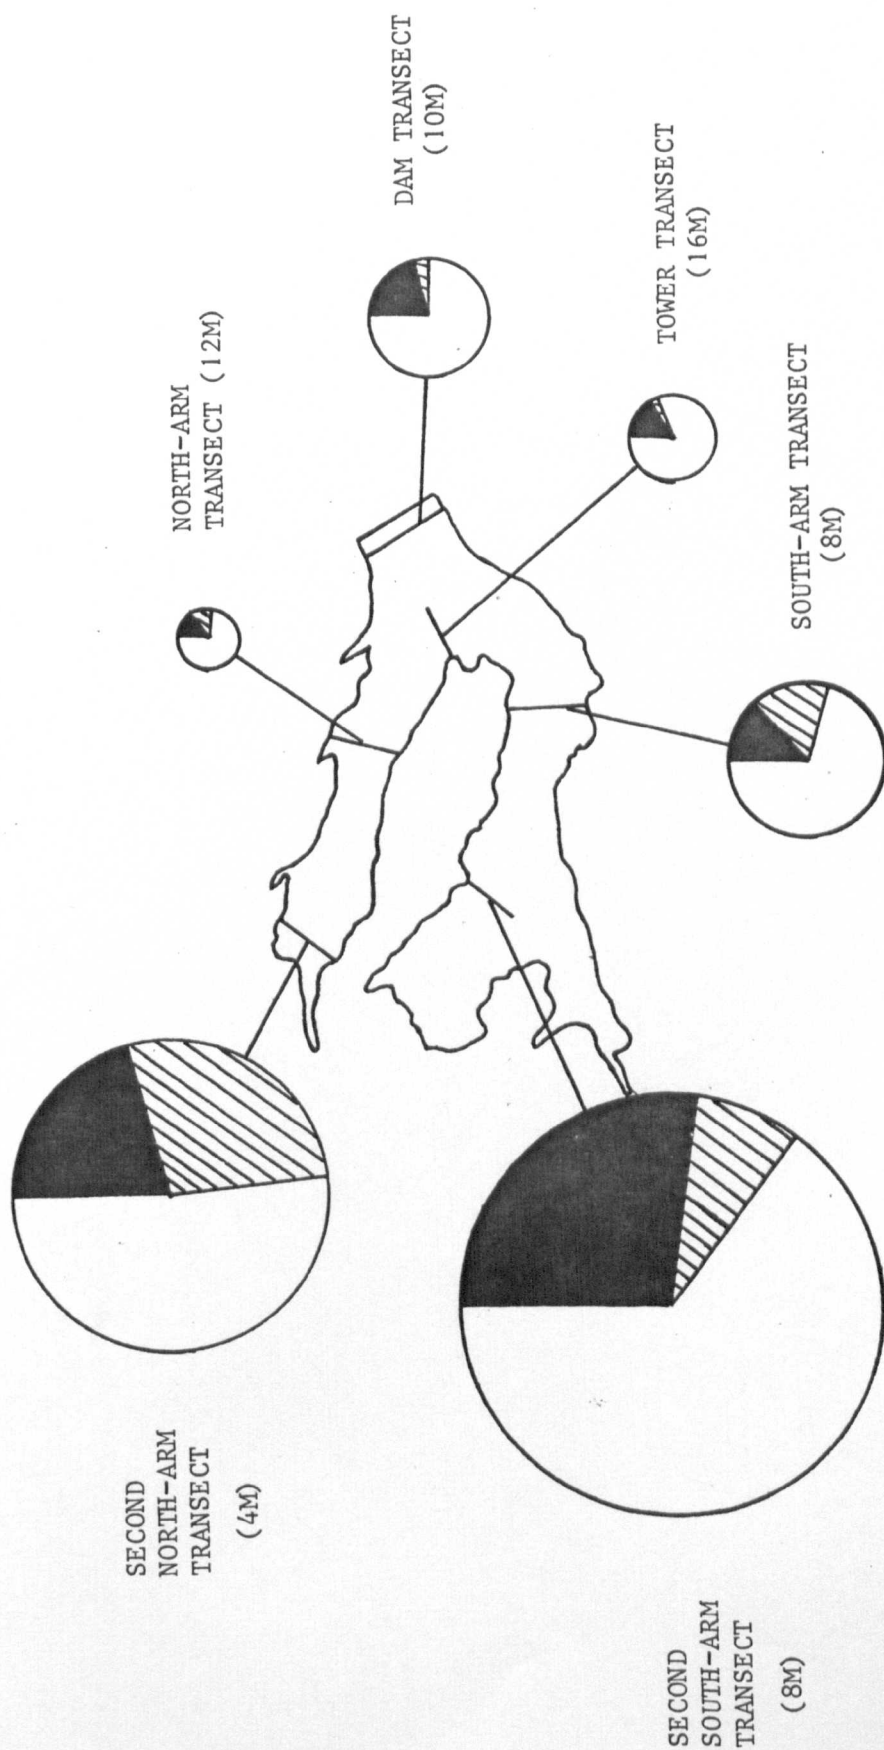 SECOND
NORTH-ARM
TRANSECT
(4M)
NORTH-ARM
TRANSECT (12M)
DAM TRANSECT
(10M)
TOWER TRANSECT
(16M)
SOUTH-ARM TRANSECT
(8M)
SECOND
SOUTH-ARM
TRANSECT
(8M)